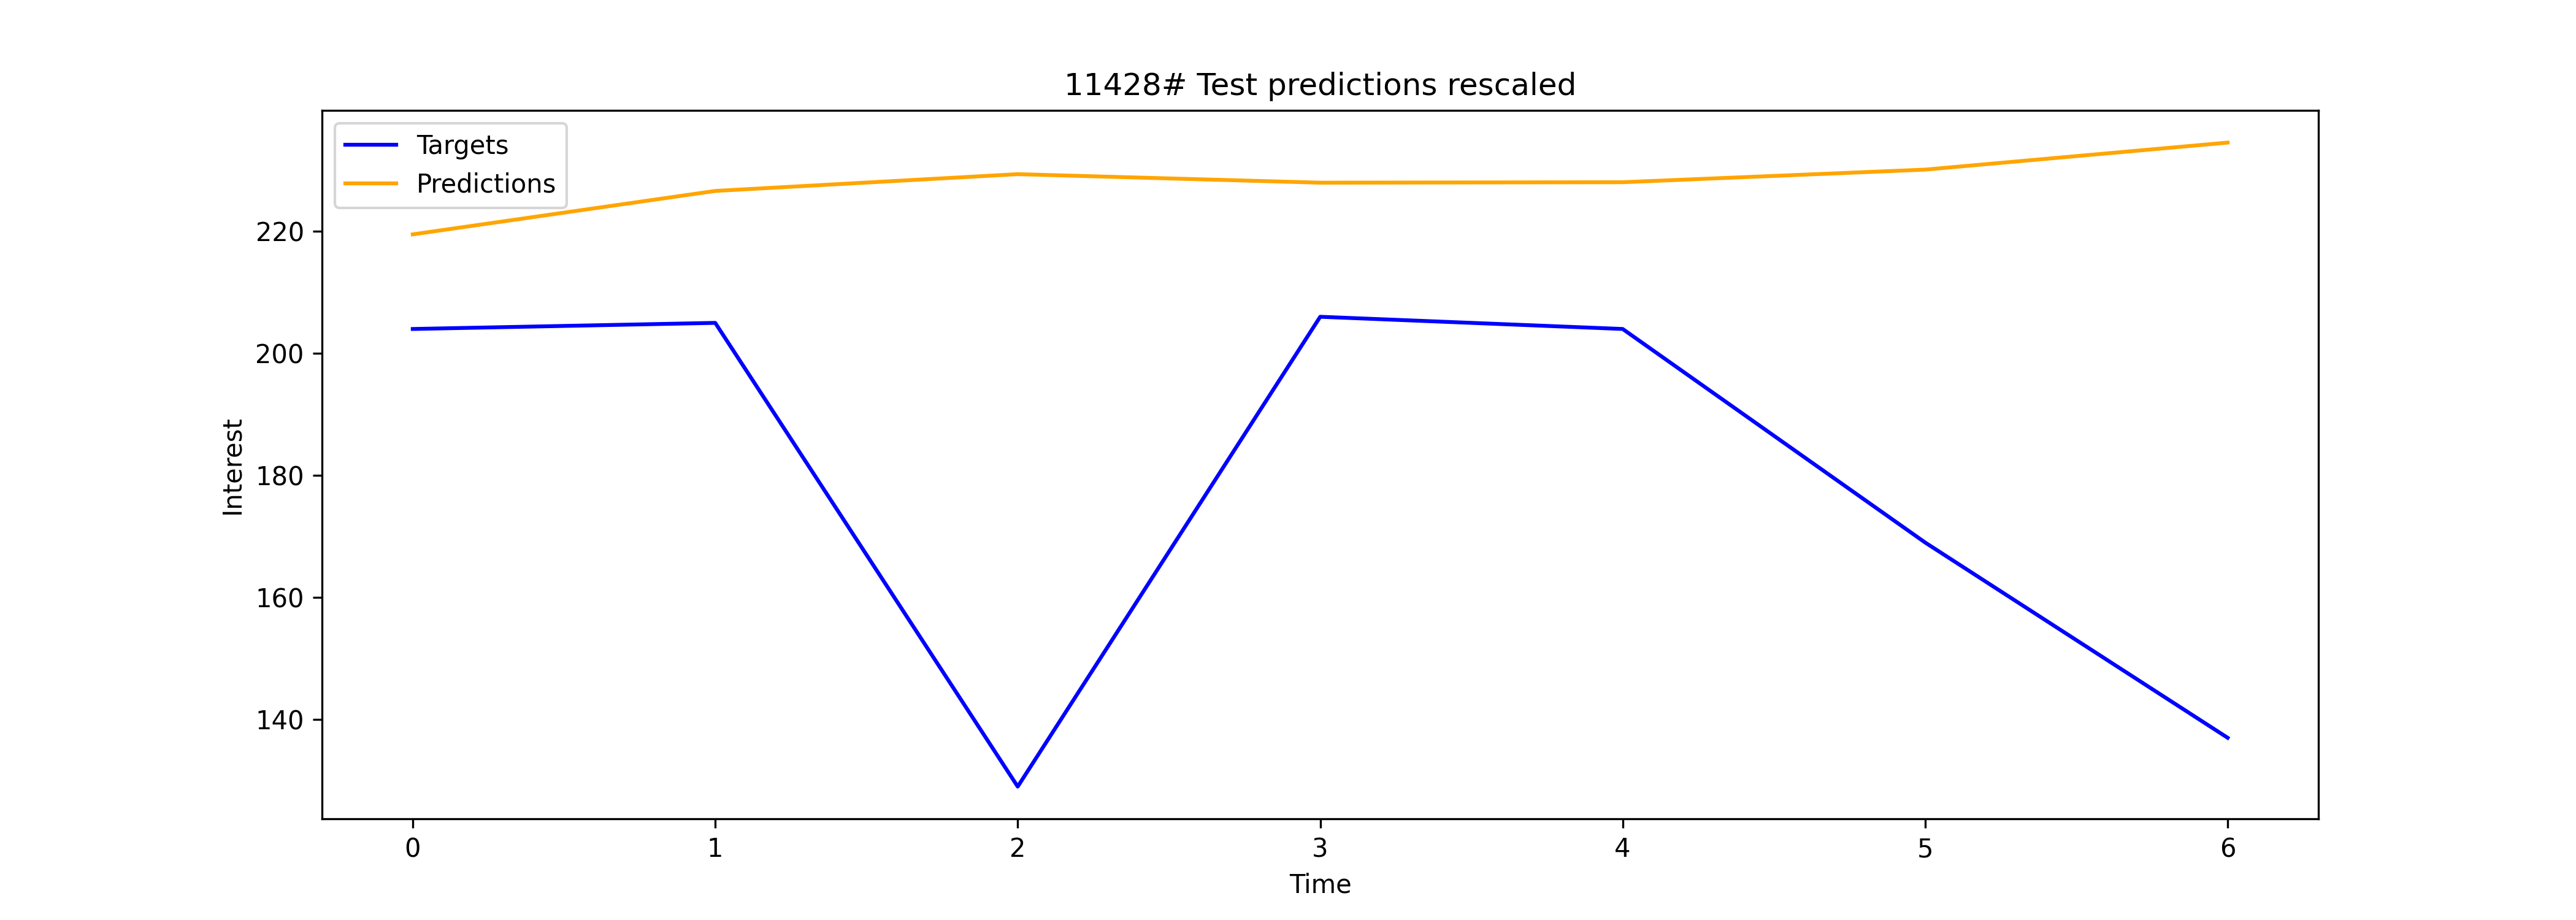 11428# Test predictions rescaled
Targets
Predictions
220
200
180
160
140
Interest
0 1 2 3 4 5 6
Time